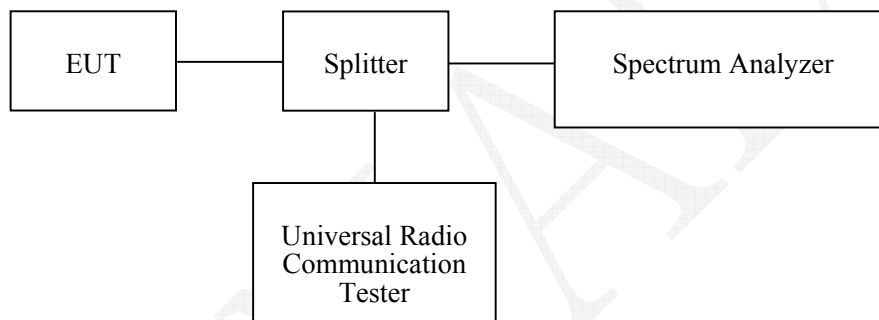 EUT
Splitter
Spectrum Analyzer
Universal Radio
Communication
Tester